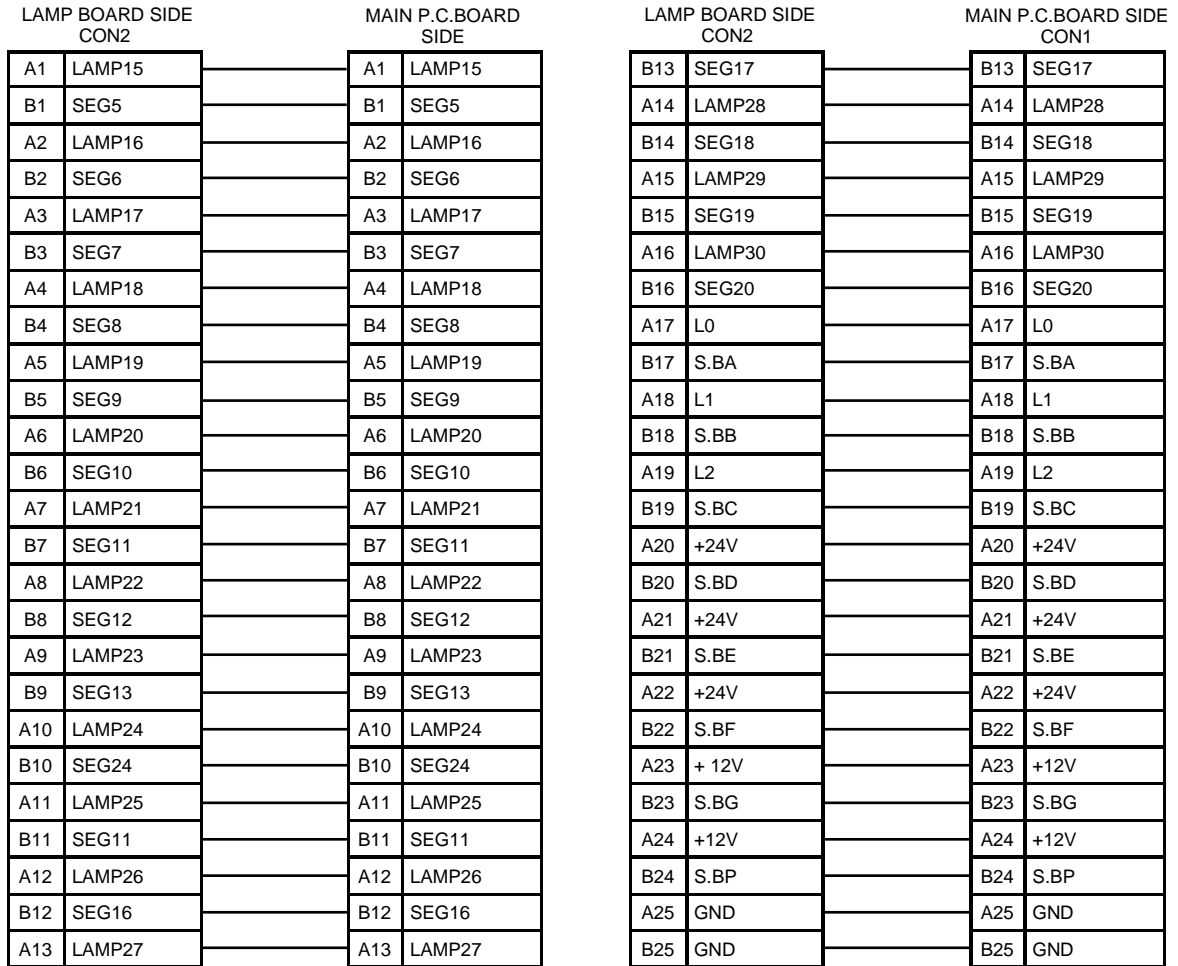 LAMP BOARD SIDE
CON2
MAIN P.C.BOARD
SIDE
A1 LAMP15 A1 LAMP15
B1 SEG5 B1 SEG5
A2 LAMP16 A2 LAMP16
B2 SEG6 B2 SEG6
A3 LAMP17 A3 LAMP17
B3 SEG7 B3 SEG7
A4 LAMP18 A4 LAMP18
B4 SEG8 B4 SEG8
A5 LAMP19 A5 LAMP19
B5 SEG9 B5 SEG9
A6 LAMP20 A6 LAMP20
B6 SEG10 B6 SEG10
A7 LAMP21 A7 LAMP21
B7 SEG11 B7 SEG11
A8 LAMP22 A8 LAMP22
B8 SEG12 B8 SEG12
A9 LAMP23 A9 LAMP23
B9 SEG13 B9 SEG13
A10 LAMP24 A10 LAMP24
B10 SEG24 B10 SEG24
A11 LAMP25 A11 LAMP25
B11 SEG11 B11 SEG11
A12 LAMP26 A12 LAMP26
B12 SEG16 B12 SEG16
A13 LAMP27 A13 LAMP27
LAMP BOARD SIDE
CON2
MAIN P.C.BOARD SIDE
CON1
B13 SEG17 B13 SEG17
A14 LAMP28 A14 LAMP28
B14 SEG18 B14 SEG18
A15 LAMP29 A15 LAMP29
B15 SEG19 B15 SEG19
A16 LAMP30 A16 LAMP30
B16 SEG20 B16 SEG20
A17 L0 A17 L0
B17 S.BA B17 S.BA
A18 L1 A18 L1
B18 S.BB B18 S.BB
A19 L2 A19 L2
B19 S.BC B19 S.BC
A20 +24V A20 +24V
B20 S.BD B20 S.BD
A21 +24V A21 +24V
B21 S.BE B21 S.BE
A22 +24V A22 +24V
B22 S.BF B22 S.BF
A23 + 12V A23 +12V
B23 S.BG B23 S.BG
A24 +12V A24 +12V
B24 S.BP B24 S.BP
A25 GND A25 GND
B25 GND B25 GND